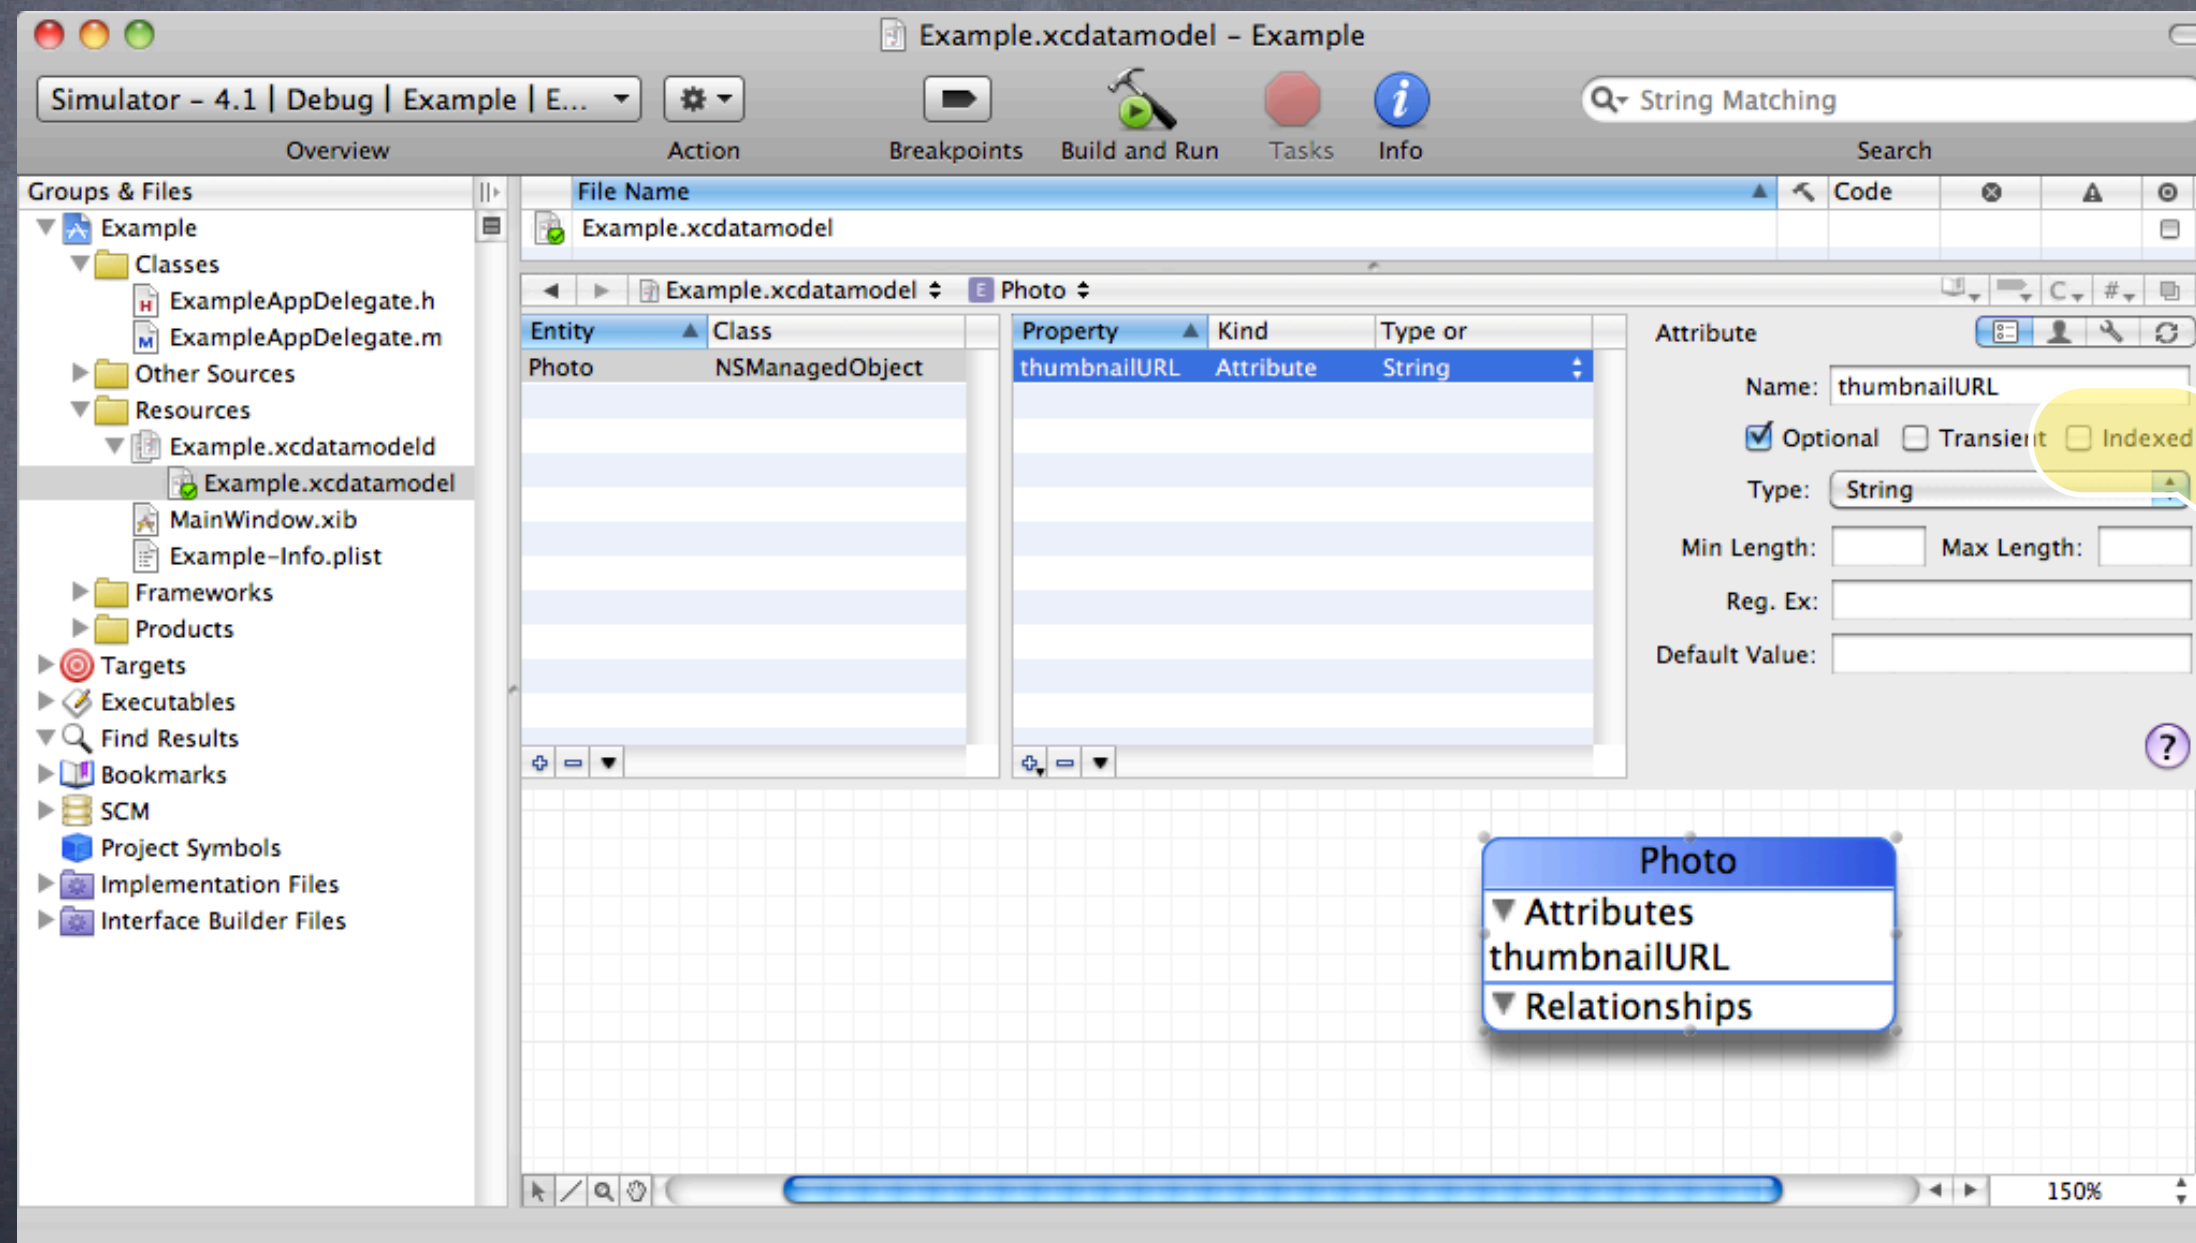 Example.xcdatamodel – Example
Simulator – 4.1 | Debug | Example | E...
String Matching
Overview
Action
Breakpoints
Build and Run
Tasks
Info
Search
Groups & Files
Example
Classes
ExampleAppDelegate.h
ExampleAppDelegate.m
Other Sources
Resources
Example.xcdatamodeld
Example.xcdatamodel
MainWindow.xib
Example-Info.plist
Frameworks
Products
Targets
Executables
Find Results
Bookmarks
SCM
Project Symbols
Implementation Files
Interface Builder Files
File Name
Code
Example.xcdatamodel
Example.xcdatamodel
E Photo
C
#
Entity
Class
Photo
NSManagedObject
Property
Kind
Type or
thumbnailURL
Attribute
String
Attribute
Name: thumbnailURL
Optional
Transient
Indexed
Type: String
Min Length:
Max Length:
Reg. Ex:
Default Value:
?
Photo
Attributes
thumbnailURL
Relationships
150%